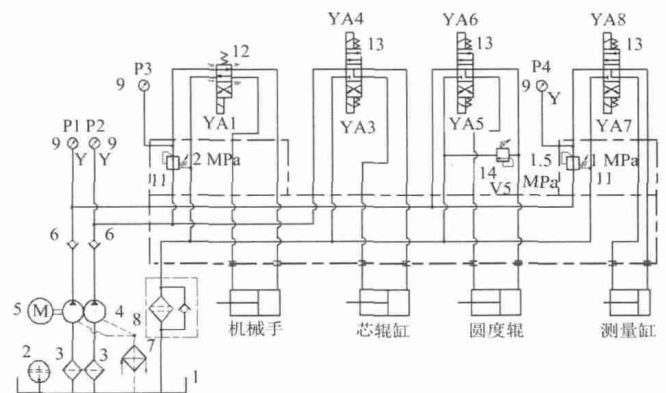 YA4 YA6 YA8
P3 12 13 13 P4 13
9 9 Y
YA1 YA3 YA5 YA7
P1 P2
9 Y 9 Y
11 2 MPa 14 V5 1.5 MPa 1 MPa 11
6 6
5 M 4 8
机械手 芯辊缸 圆度辊 测量缸
2 3 3 7 1